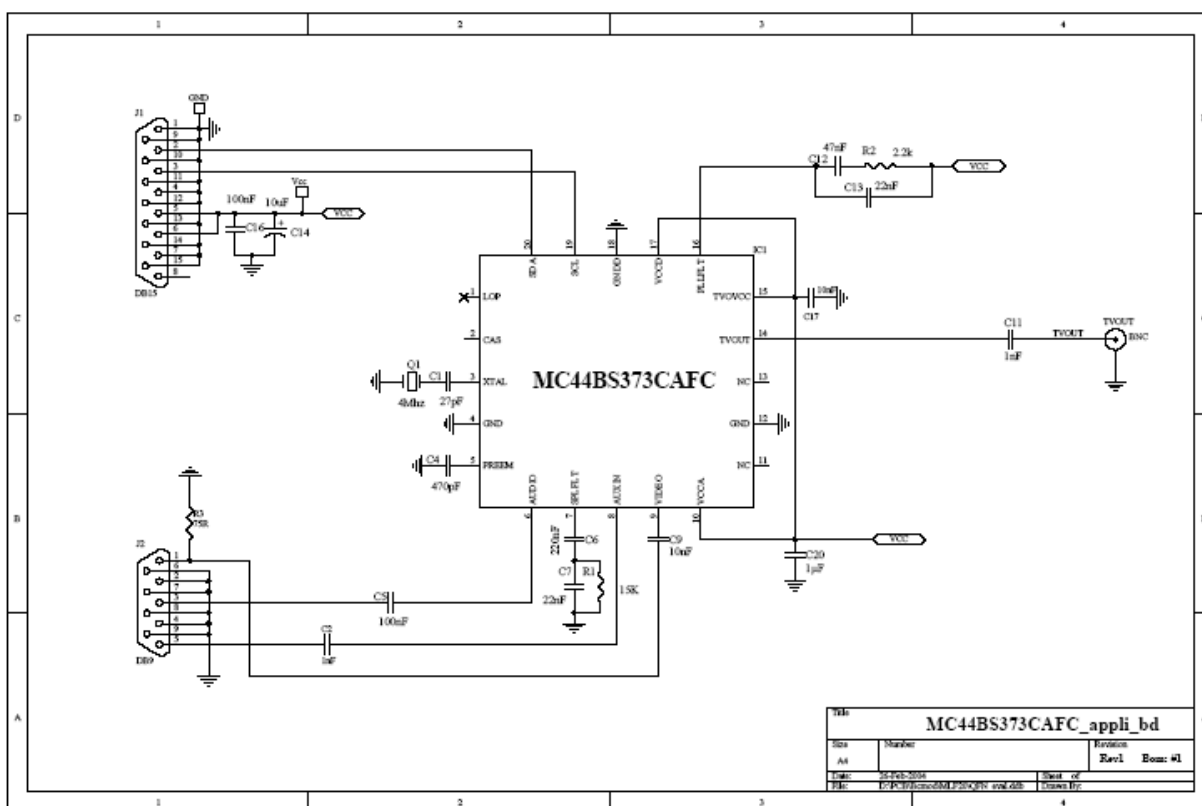 1 2 3 4
D
C
B
A
GND
J1
1
9
2
10
3
11
4
12
5
13
6
14
7
15
8
DB15
100nF
10uF
Vcc
VCC
C16
C14
47nF
C12
R2
2.2k
VCC
C13
22nF
20
19
18
17
16
IC1
SDA
SCL
GNDD
VCCD
PLLFLT
1 LOP
2 CAS
3 XTAL
4 GND
5 PREEM
TVOVCC 15
TVOUT 14
NC 13
GND 12
NC 11
MC44BS373CAFC
10nF
C17
C11
1nF
TVOUT
TVOUT
BNC
Q1
4Mhz
C1
27pF
C4
470pF
AUDIO
SPLFLT
AUXIN
VIDEO
VCCA
6
7
8
9
10
220nF
C6
C9
10nF
C7
22nF
R1
15K
VCC
C20
1µF
R3
75R
J2
1
6
2
7
3
8
4
9
5
DB9
C5
100nF
C2
1nF
Title
MC44BS373CAFC_appli_bd
Size
A4
Number
Revision
Rev1 Bom: #1
Date: 26-Feb-2004
Sheet of
File:
Drawn By:
1 2 3 4